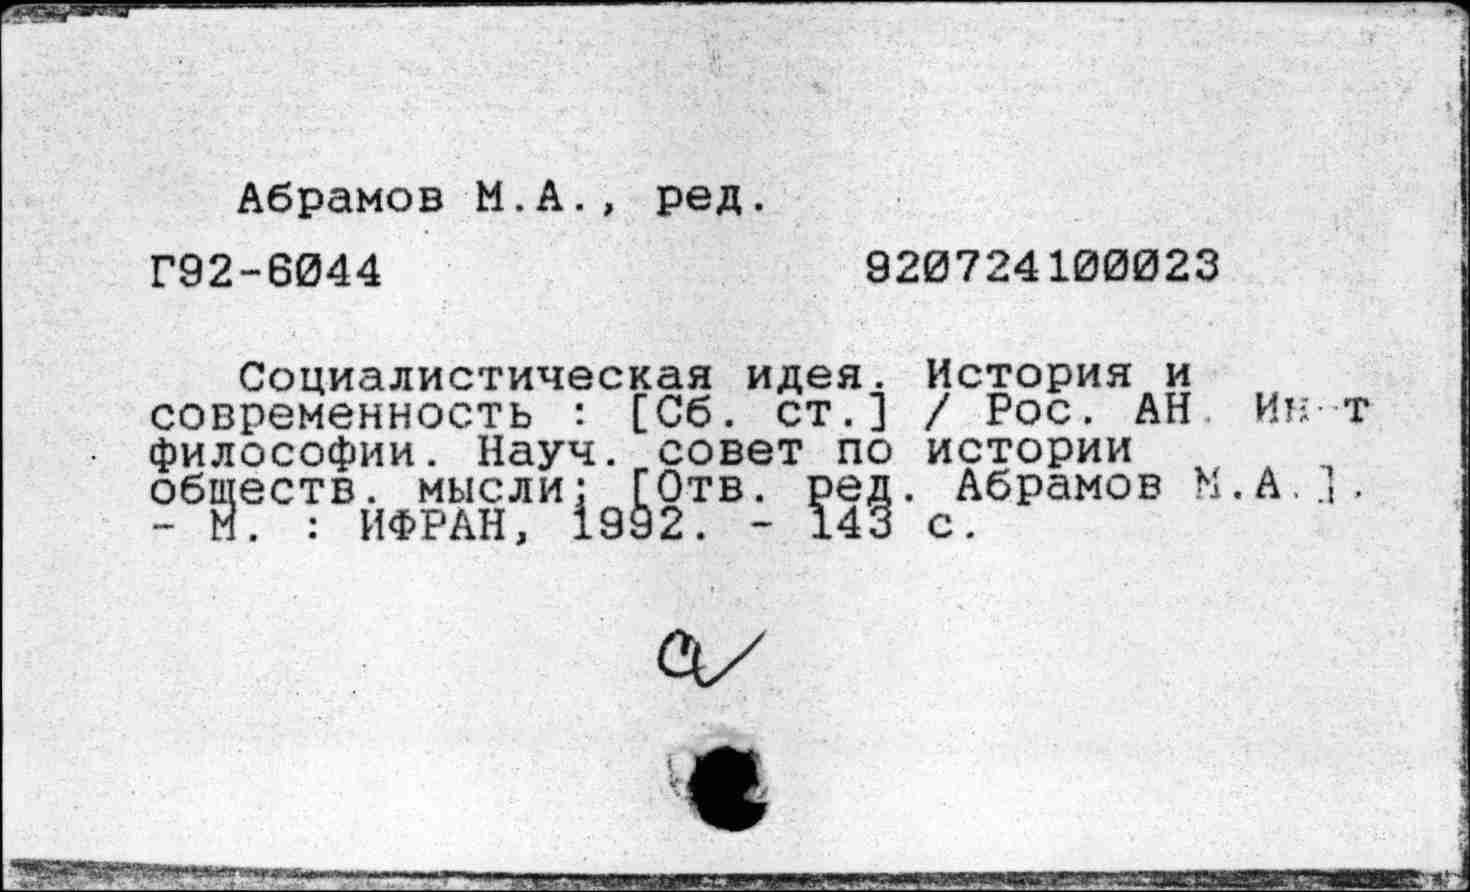 Абрамов М.А., ред.
Г92-6044 920724100023
Социалистическая идея. История и
современность : [Сб. ст.] / Рос. АН. Ин-т
философии. Науч. совет по истории
обществ. мысли; [Отв. ред. Абрамов М.А.].
- М. : ИФРАН, 1992. - 143 с.